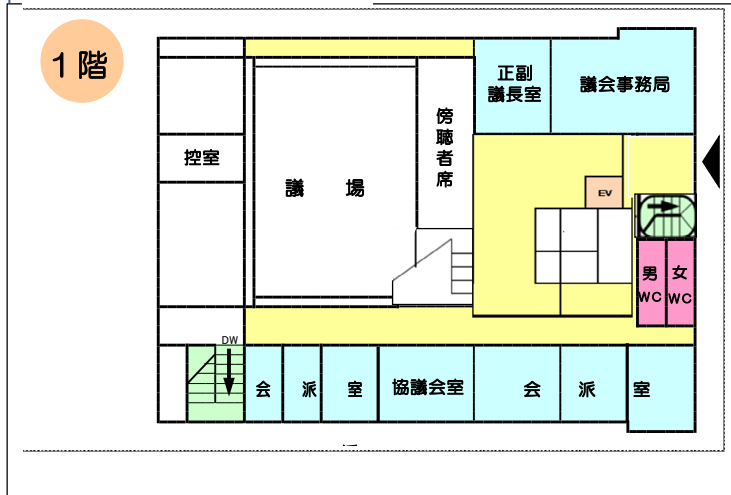 1階
正副
議長室
議会事務局
傍聴者席
控室
議 場
EV
男
WC
女
WC
DW
会 派 室
協議会室
会 派 室